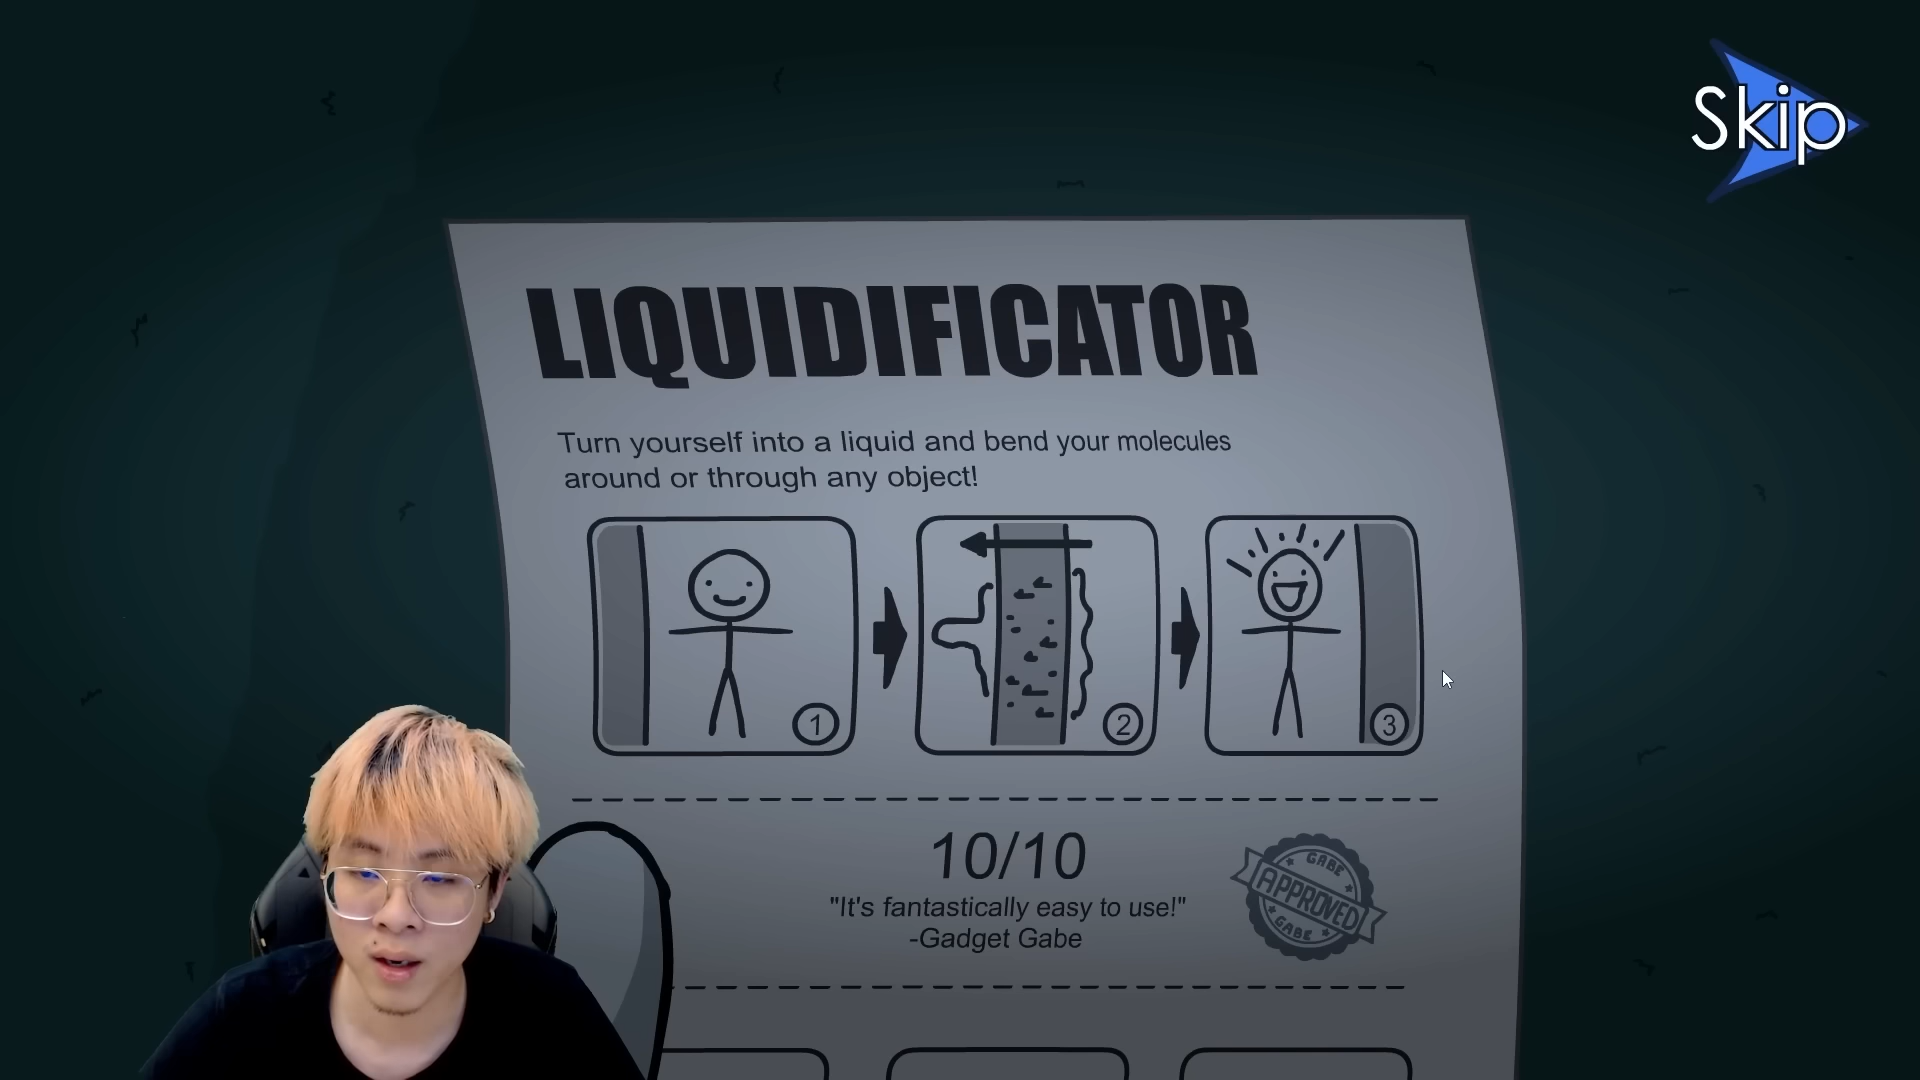 Skip
LIQUIDIFICATOR
Turn yourself into a liquid and bend your molecules
around or through any object!
1
2
3
10/10
"It's fantastically easy to use!"
-Gadget Gabe
GABE
APPROVED
GABE